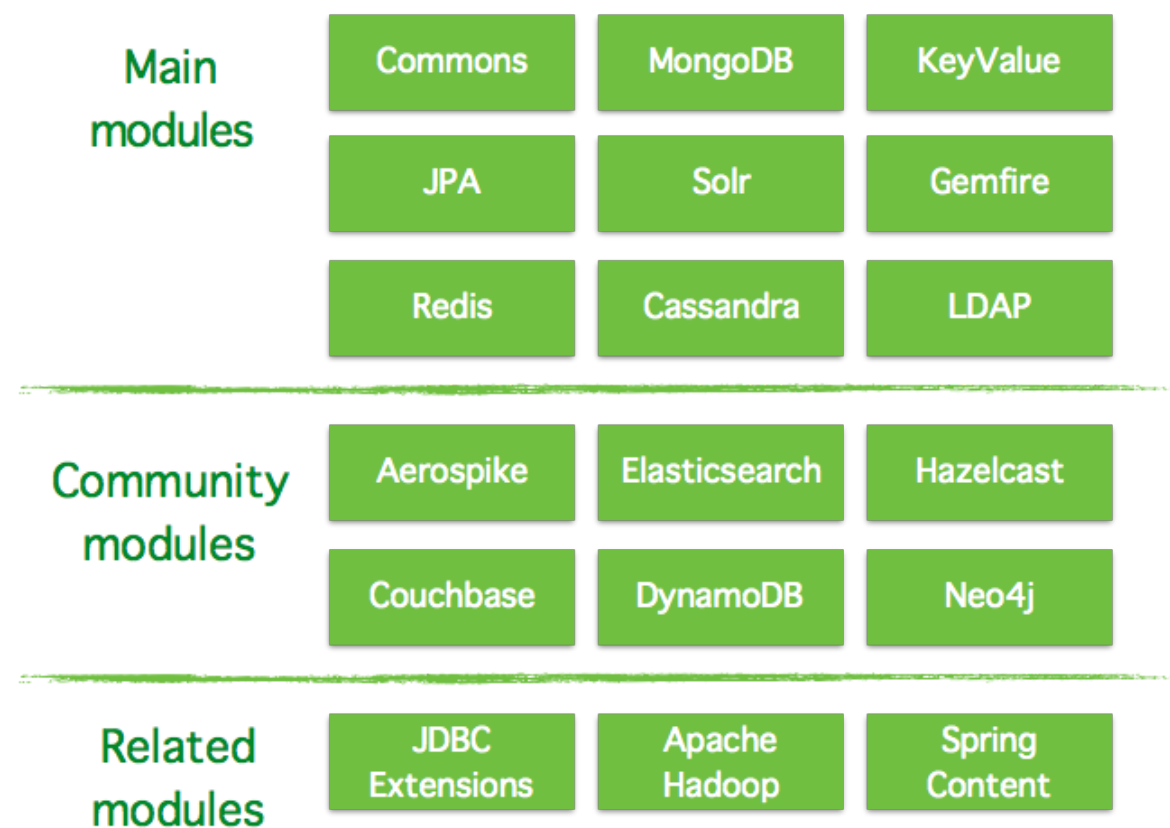 Main
modules
Commons
MongoDB
KeyValue
JPA
Solr
Gemfire
Redis
Cassandra
LDAP
Community
modules
Aerospike
Elasticsearch
Hazelcast
Couchbase
DynamoDB
Neo4j
Related
modules
JDBC
Extensions
Apache
Hadoop
Spring
Content